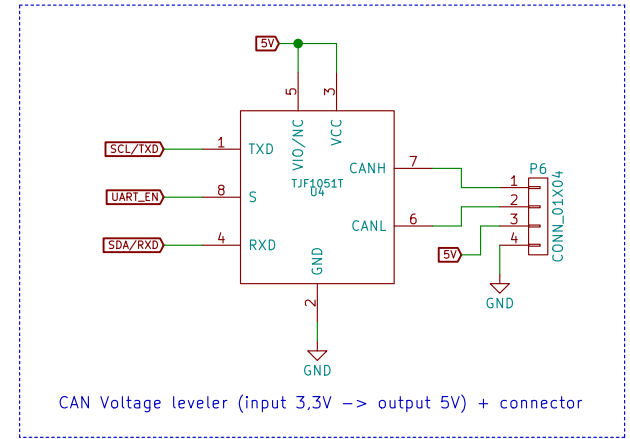 5V
5
3
VIO/NC
VCC
SCL/TXD
1
TXD
UART_EN
8
S
SDA/RXD
4
RXD
TJF1051T
U4
CANH
7
CANL
6
GND
2
GND
P6
1
2
3
4
CONN_01X04
5V
GND
CAN Voltage leveler (input 3,3V -> output 5V) + connector